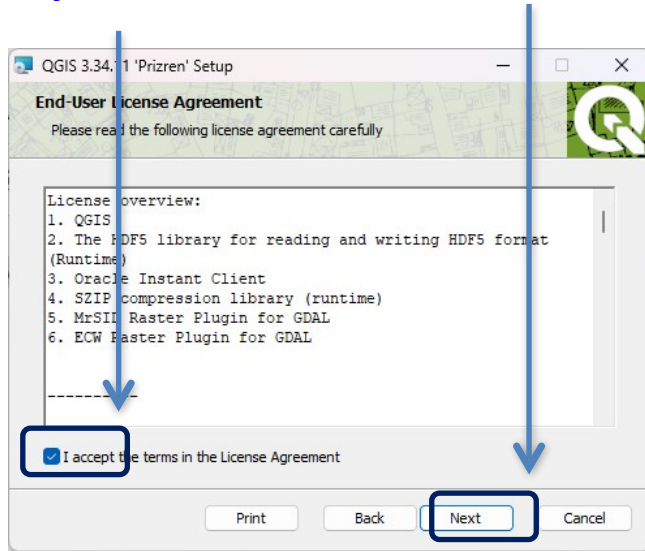 QGIS 3.34.11 'Prizren' Setup
End-User License Agreement
Please read the following license agreement carefully
License overview:
1. QGIS
2. The HDF5 library for reading and writing HDF5 format
(Runtime)
3. Oracle Instant Client
4. SZIP compression library (runtime)
5. MrSID Raster Plugin for GDAL
6. ECW Raster Plugin for GDAL
----------
I accept the terms in the License Agreement
Print Back Next Cancel